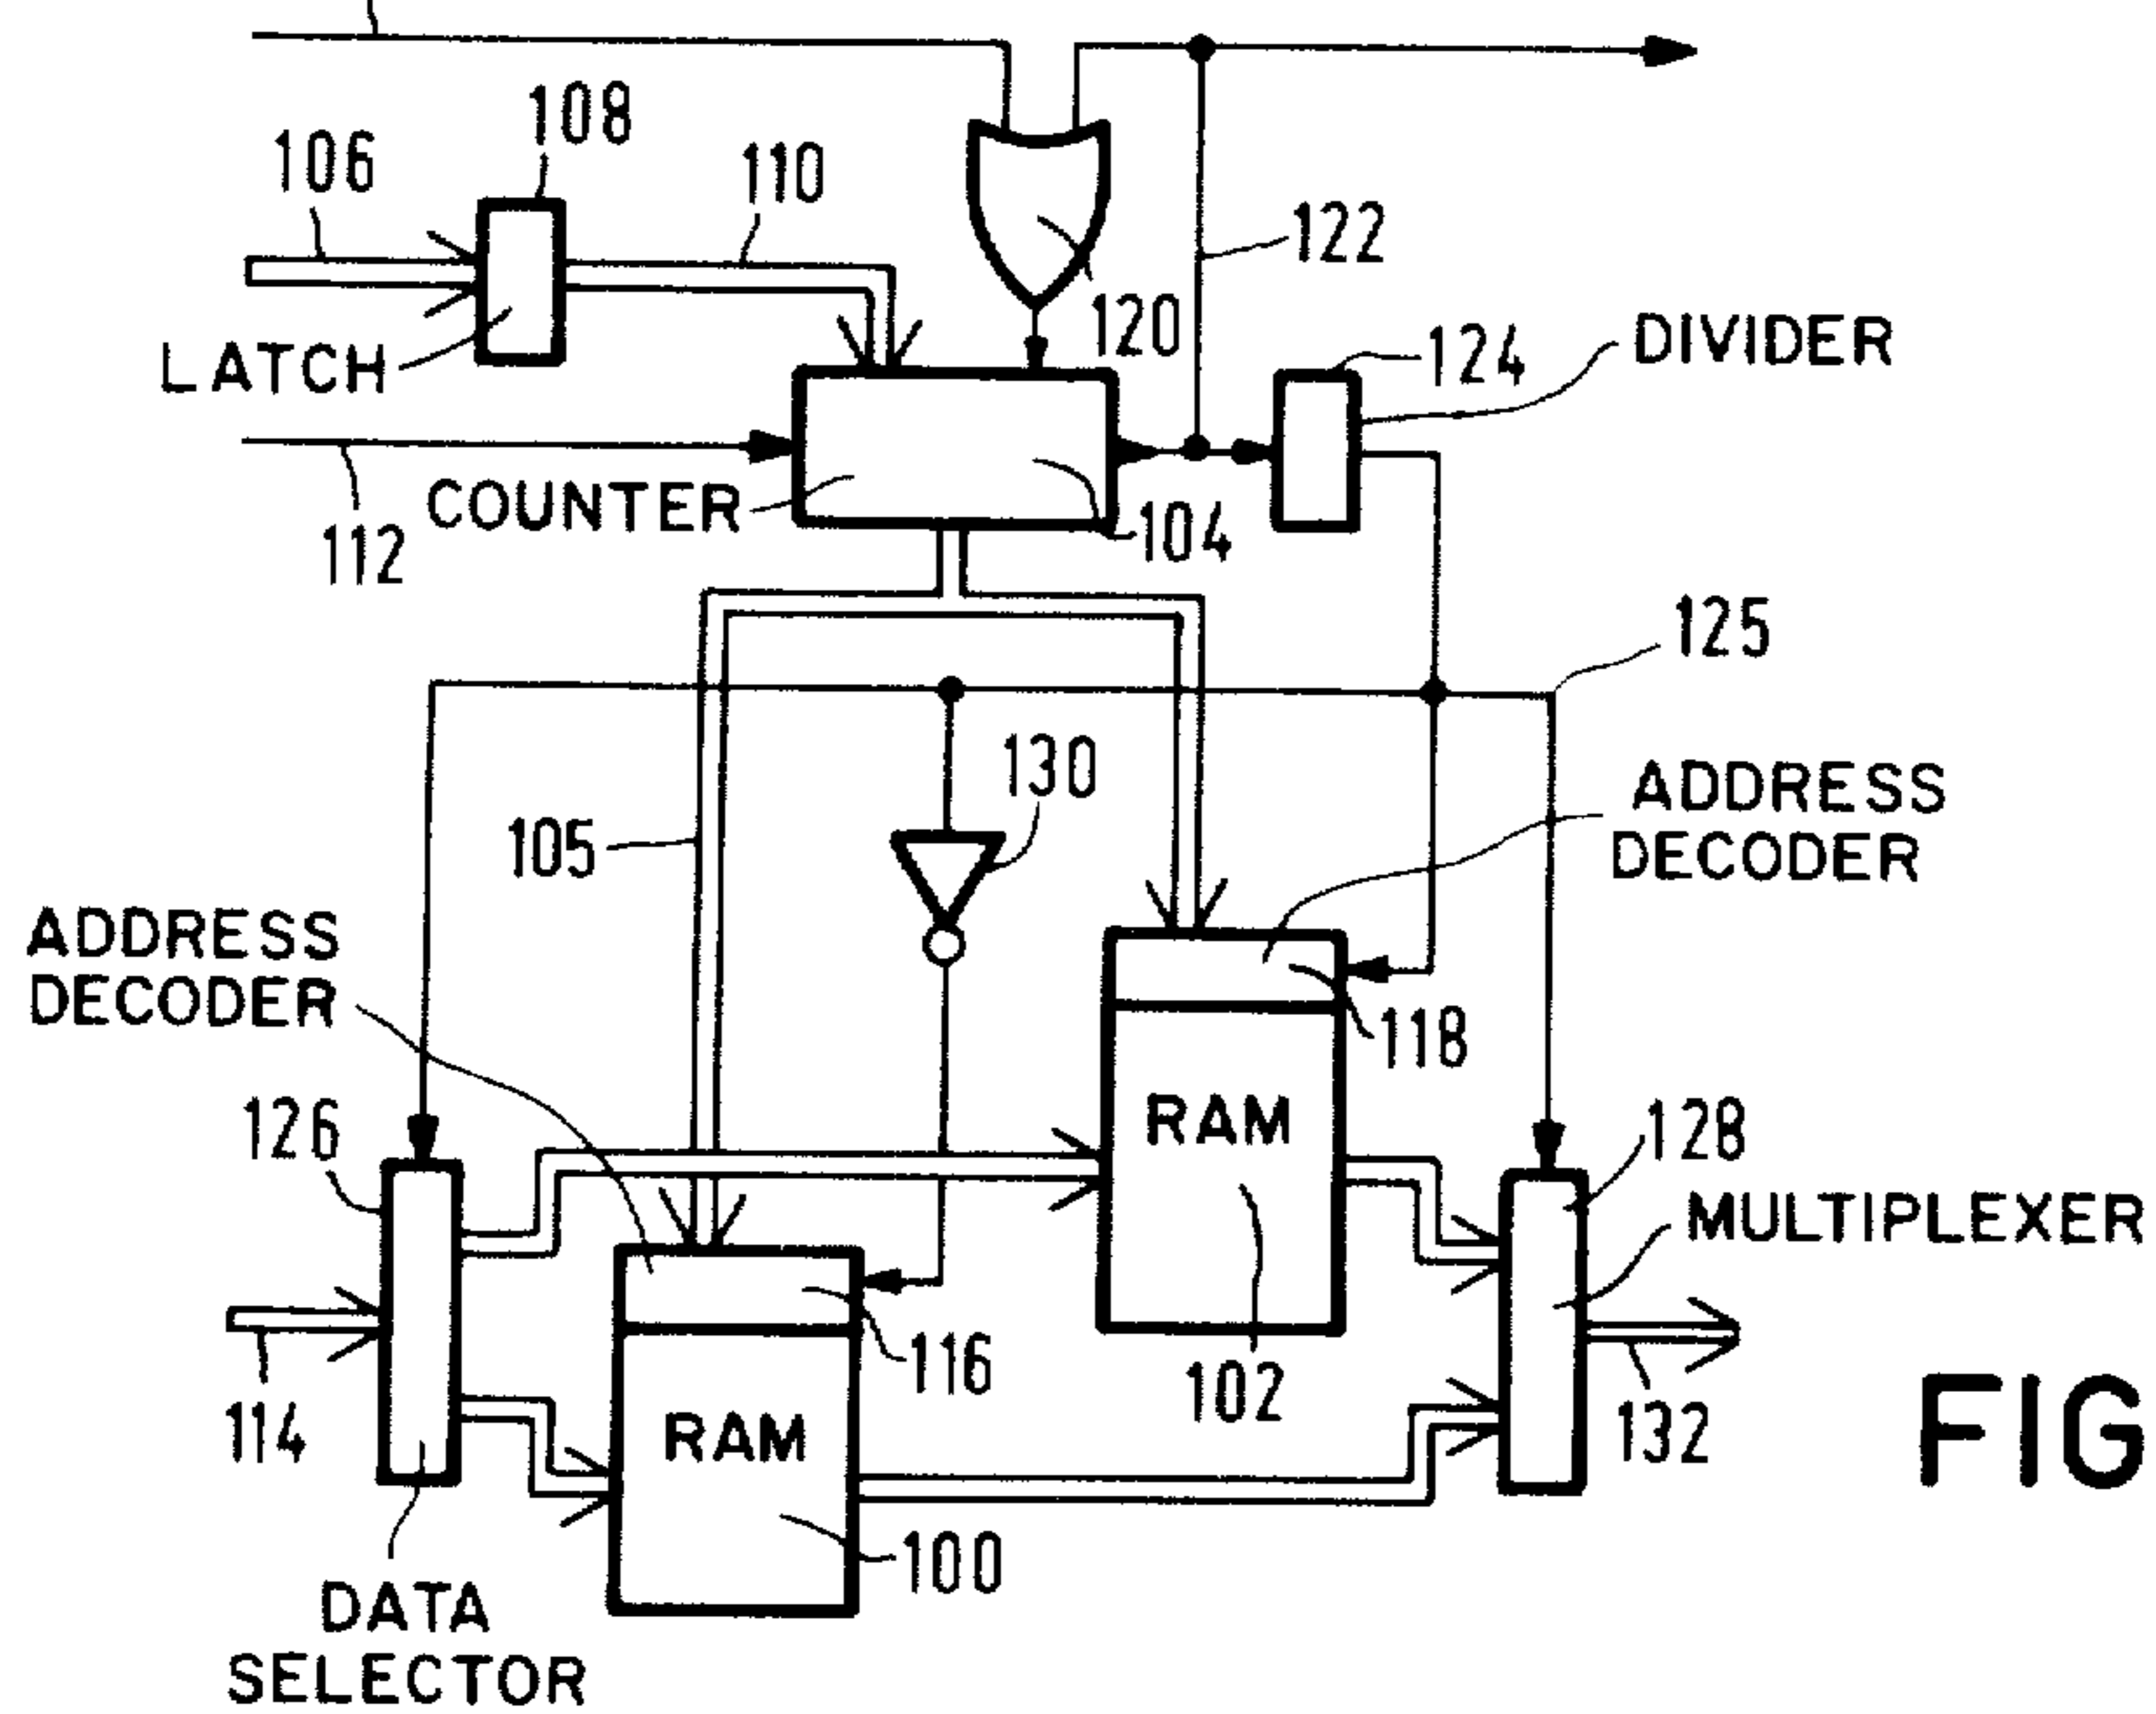 108
106
110
122
120
124
DIVIDER
LATCH
COUNTER
104
112
125
130
105
ADDRESS
DECODER
ADDRESS
DECODER
118
126
RAM
128
MULTIPLEXER
116
102
114
132
RAM
100
FIG
DATA
SELECTOR